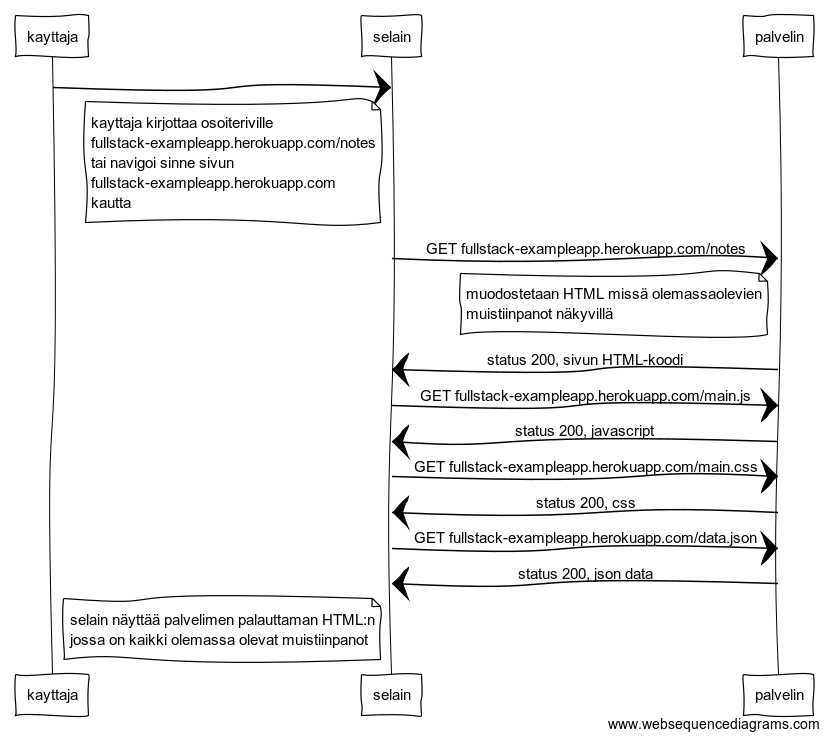 kayttaja
selain
palvelin
kayttaja kirjottaa osoiteriville
fullstack-exampleapp.herokuapp.com/notes
tai navigoi sinne sivun
fullstack-exampleapp.herokuapp.com
kautta
GET fullstack-exampleapp.herokuapp.com/notes
muodostetaan HTML missä olemassaolevien
muistiinpanot näkyvillä
status 200, sivun HTML-koodi
GET fullstack-exampleapp.herokuapp.com/main.js
status 200, javascript
GET fullstack-exampleapp.herokuapp.com/main.css
status 200, css
GET fullstack-exampleapp.herokuapp.com/data.json
status 200, json data
selain näyttää palvelimen palauttaman HTML:n
jossa on kaikki olemassa olevat muistiinpanot
kayttaja
selain
palvelin
www.websequencediagrams.com